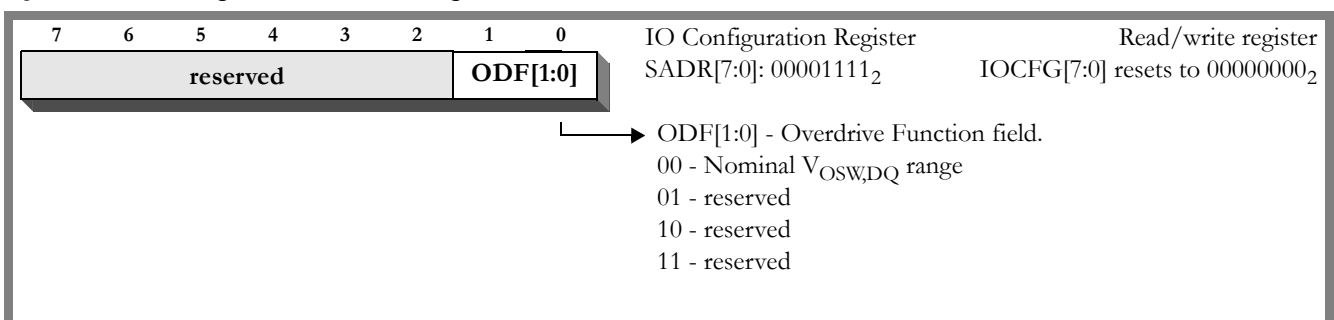 7 6 5 4 3 2 1 0
reserved ODF[1:0]
IO Configuration Register Read/write register
SADR[7:0]: 00001111₂ IOCFG[7:0] resets to 00000000₂
ODF[1:0] - Overdrive Function field.
00 - Nominal V_OSW,DQ range
01 - reserved
10 - reserved
11 - reserved